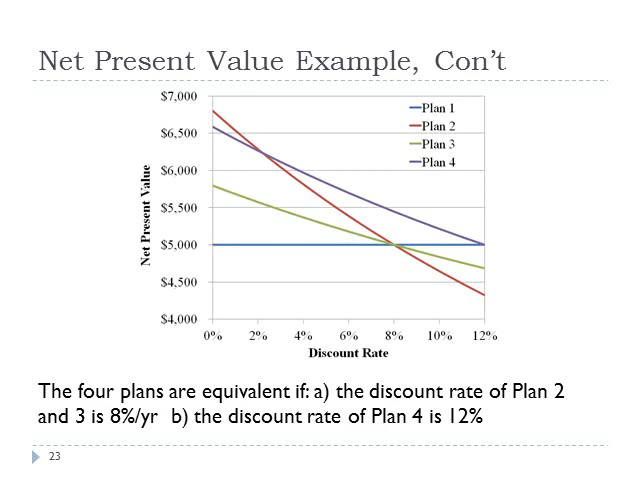 Net Present Value Example, Con’t
$7,000
$6,500
$6,000
$5,500
$5,000
$4,500
$4,000
Net Present Value
Plan 1
Plan 2
Plan 3
Plan 4
0% 2% 4% 6% 8% 10% 12%
Discount Rate
The four plans are equivalent if: a) the discount rate of Plan 2
and 3 is 8%/yr b) the discount rate of Plan 4 is 12%
23